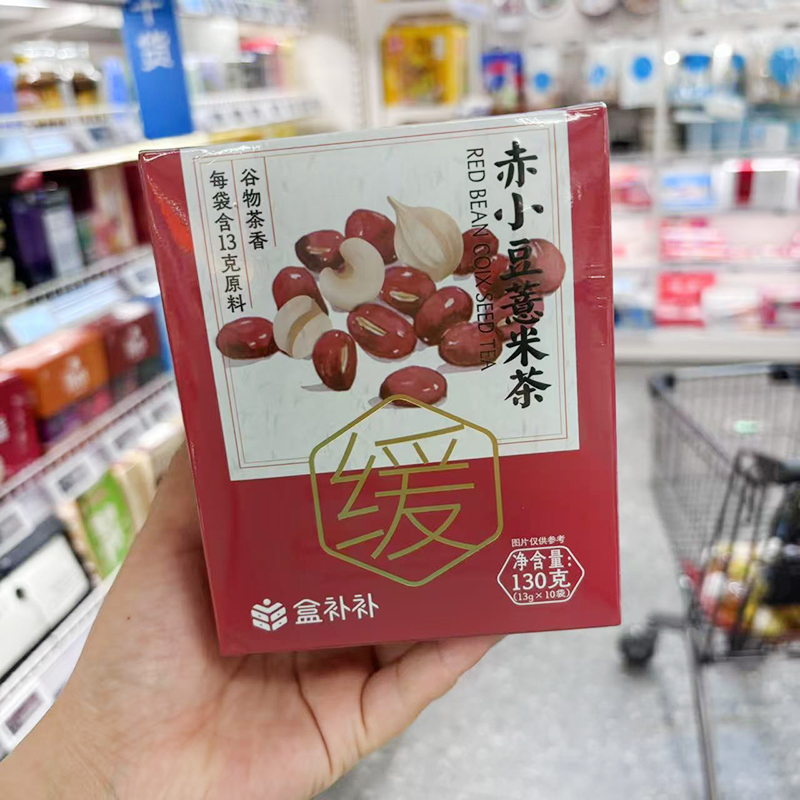 赤小豆薏米茶
RED BEAN COIX SEED TEA
谷物茶香
每袋含13克原料
缓
盒补补
图片仅供参考
净含量:
130克
(13g×10袋)